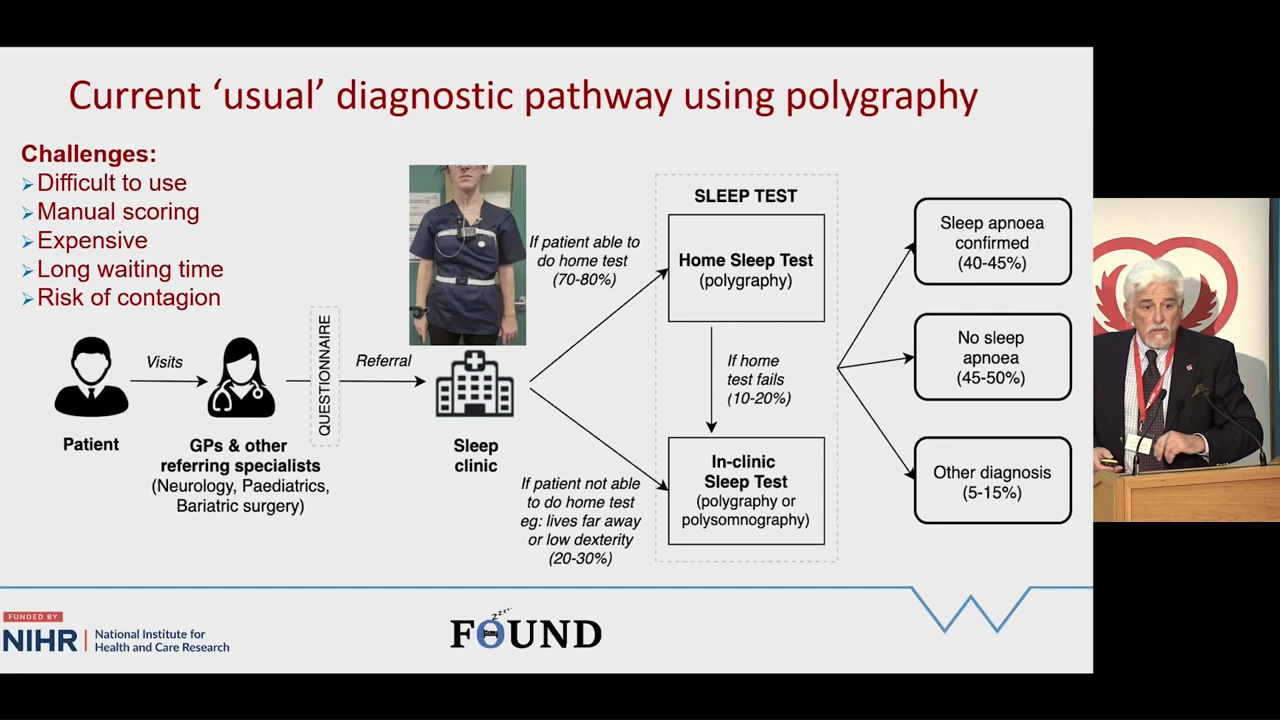 Current ‘usual’ diagnostic pathway using polygraphy
Challenges:
Difficult to use
Manual scoring
Expensive
Long waiting time
Risk of contagion
Patient
Visits
GPs & other
referring specialists
(Neurology, Paediatrics,
Bariatric surgery)
QUESTIONNAIRE
Referral
Sleep
clinic
If patient able to
do home test
(70-80%)
If patient not able
to do home test
eg: lives far away
or low dexterity
(20-30%)
SLEEP TEST
Home Sleep Test
(polygraphy)
If home
test fails
(10-20%)
In-clinic
Sleep Test
(polygraphy or
polysomnography)
Sleep apnoea
confirmed
(40-45%)
No sleep
apnoea
(45-50%)
Other diagnosis
(5-15%)
FUNDED BY
NIHR
National Institute for
Health and Care Research
zzzz
FOUND